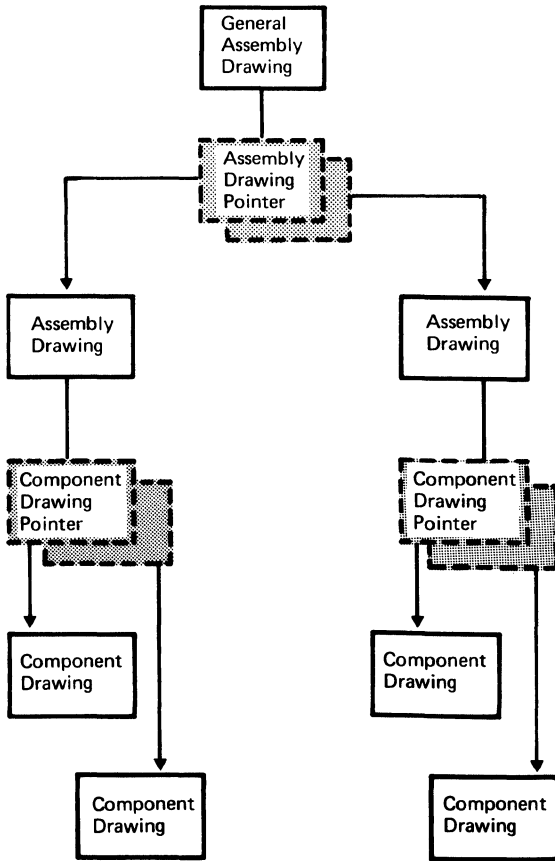 General
Assembly
Drawing
Assembly
Drawing
Pointer
Assembly
Drawing
Assembly
Drawing
Component
Drawing
Pointer
Component
Drawing
Pointer
Component
Drawing
Component
Drawing
Component
Drawing
Component
Drawing